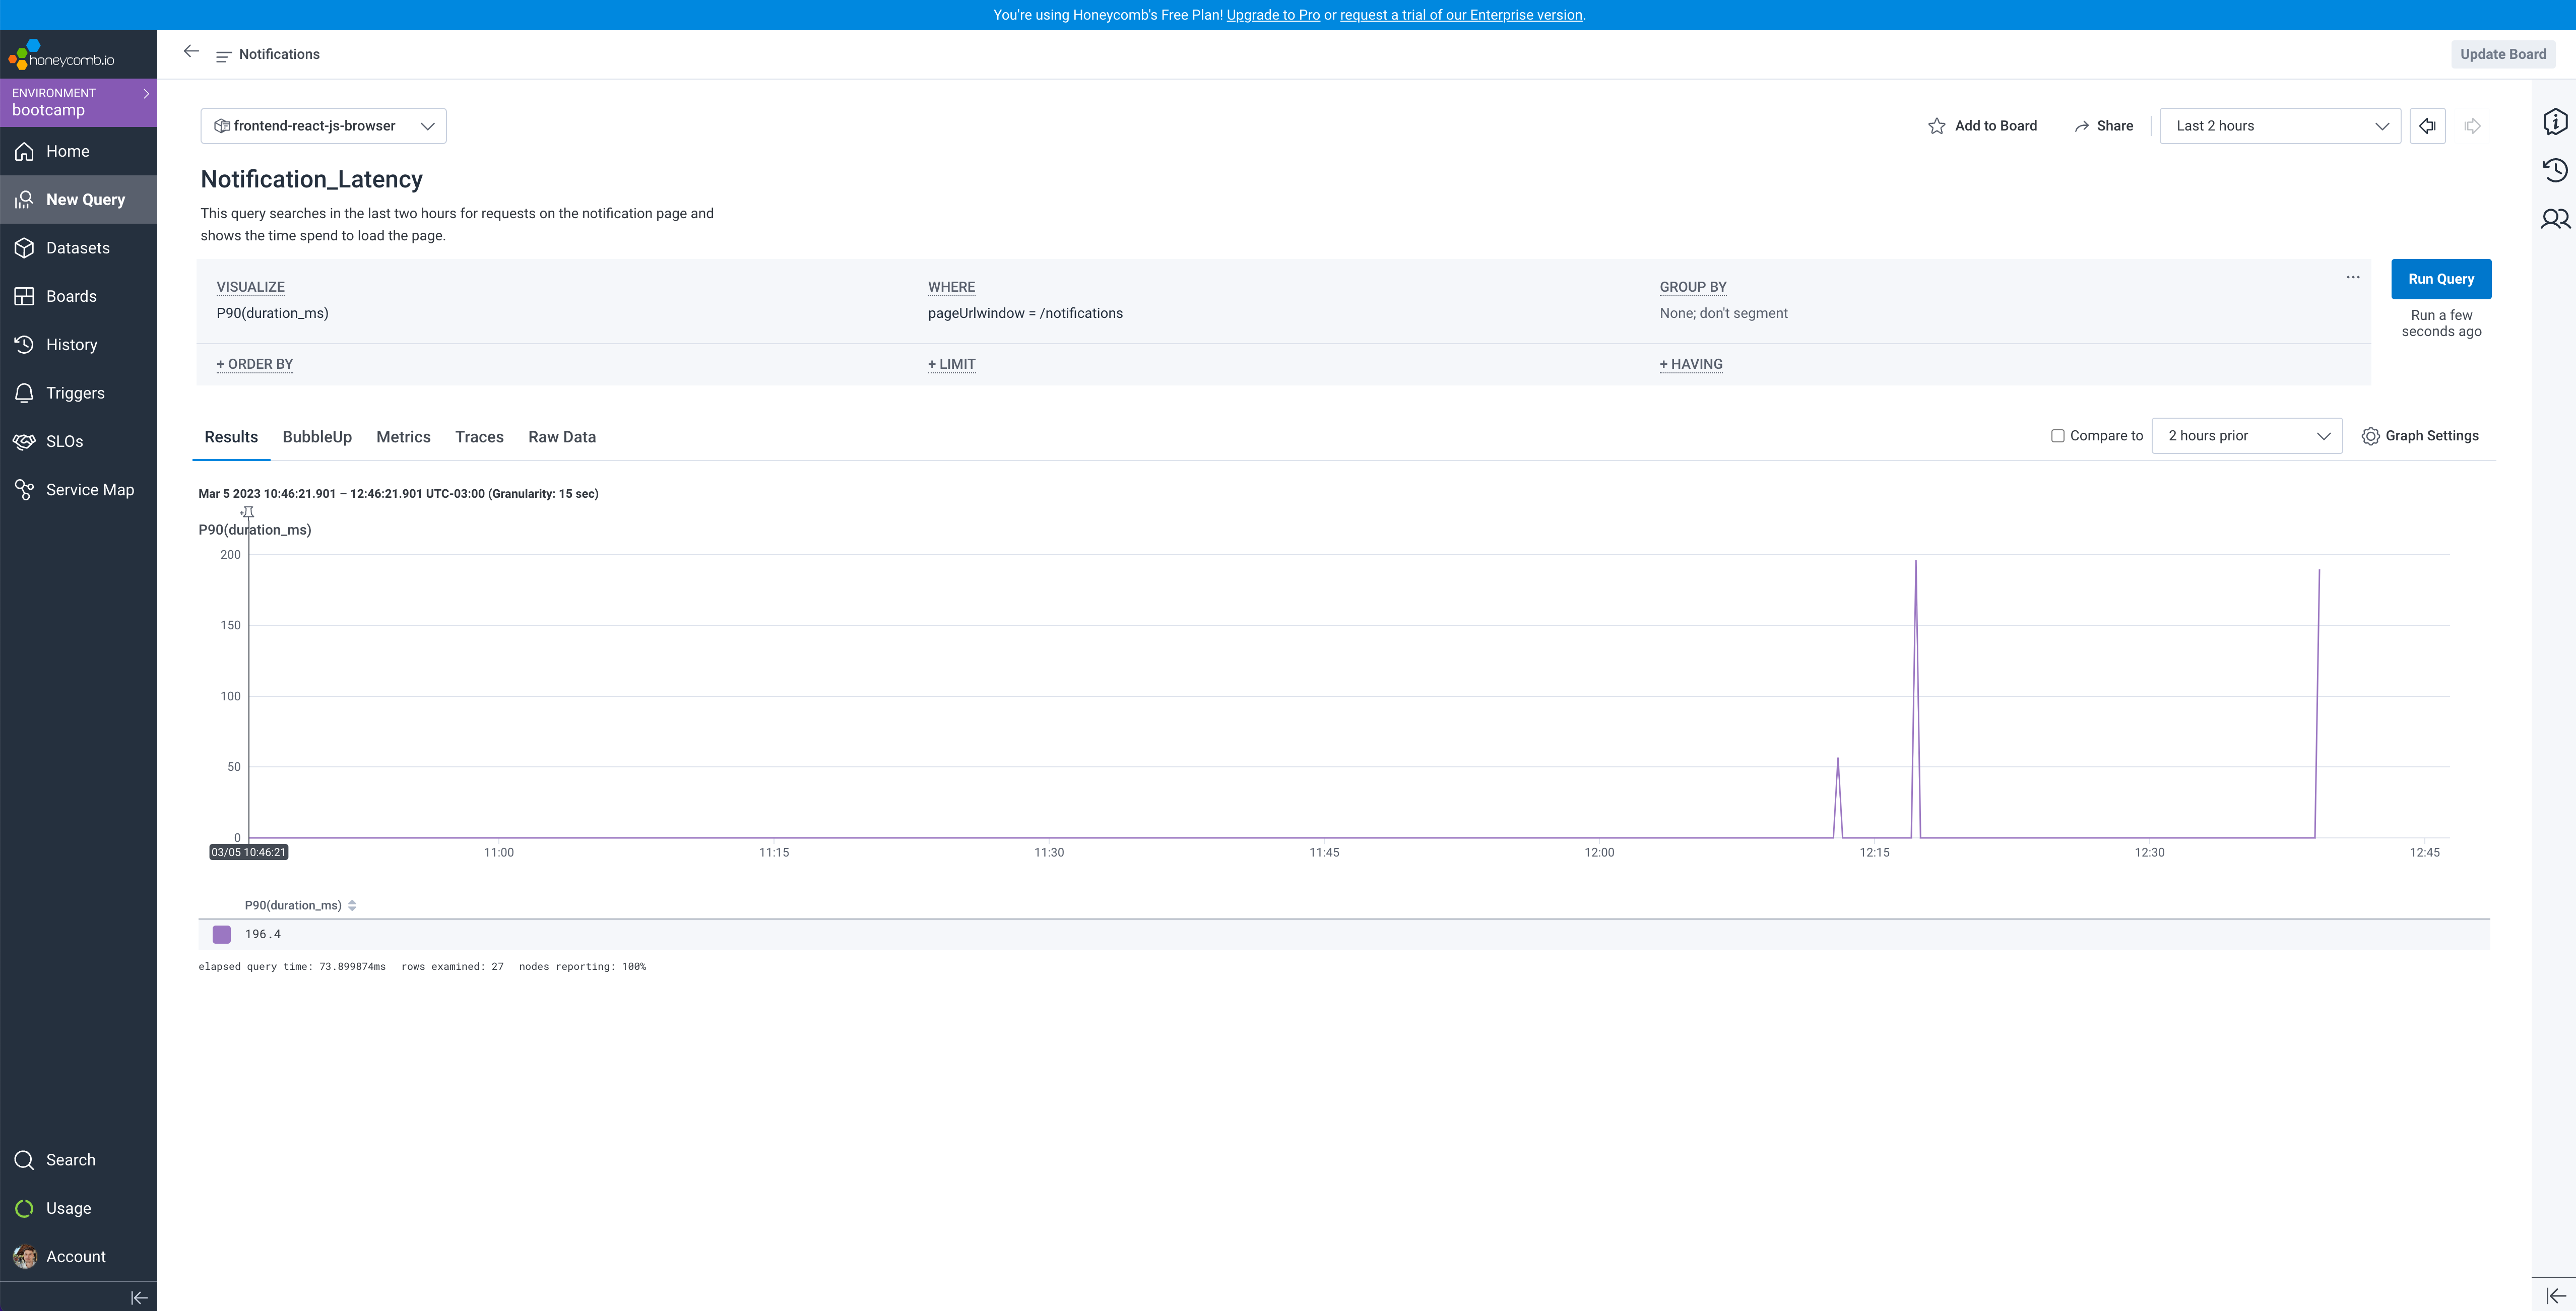 You're using Honeycomb's Free Plan! Upgrade to Pro or request a trial of our Enterprise version.
honeycomb.io
Notifications
Update Board
ENVIRONMENT
bootcamp
Home
New Query
Datasets
Boards
History
Triggers
SLOs
Service Map
Search
Usage
Account
frontend-react-js-browser
Add to Board
Share
Last 2 hours
Notification_Latency
This query searches in the last two hours for requests on the notification page and
shows the time spend to load the page.
VISUALIZE
P90(duration_ms)
WHERE
pageUrlwindow = /notifications
GROUP BY
None; don't segment
Run Query
Run a few
seconds ago
+ ORDER BY
+ LIMIT
+ HAVING
Results BubbleUp Metrics Traces Raw Data
Compare to
2 hours prior
Graph Settings
Mar 5 2023 10:46:21.901 – 12:46:21.901 UTC-03:00 (Granularity: 15 sec)
P90(duration_ms)
200
150
100
50
0
03/05 10:46:21
11:00 11:15 11:30 11:45 12:00 12:15 12:30 12:45
P90(duration_ms)
196.4
elapsed query time: 73.899874ms rows examined: 27 nodes reporting: 100%